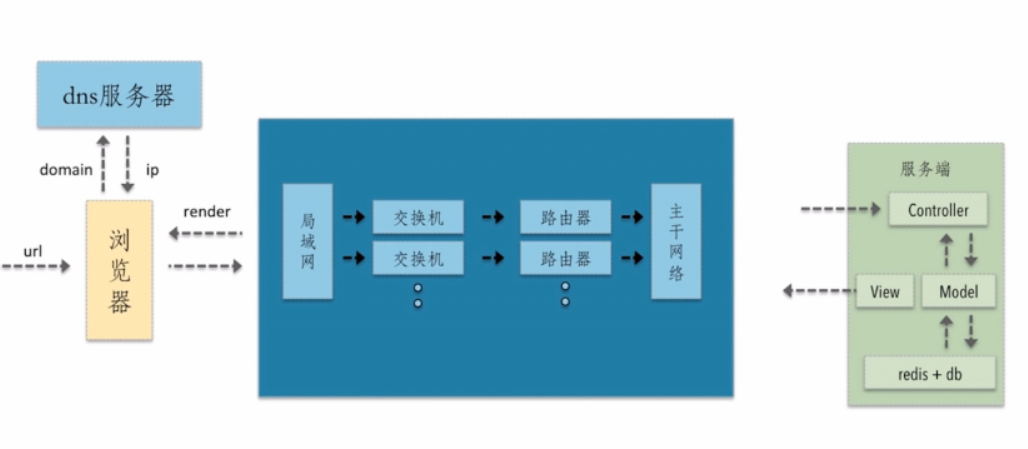 dns服务器
domain
ip
url
浏览器
render
局域网
交换机
路由器
交换机
路由器
主干网络
服务端
Controller
View
Model
redis + db